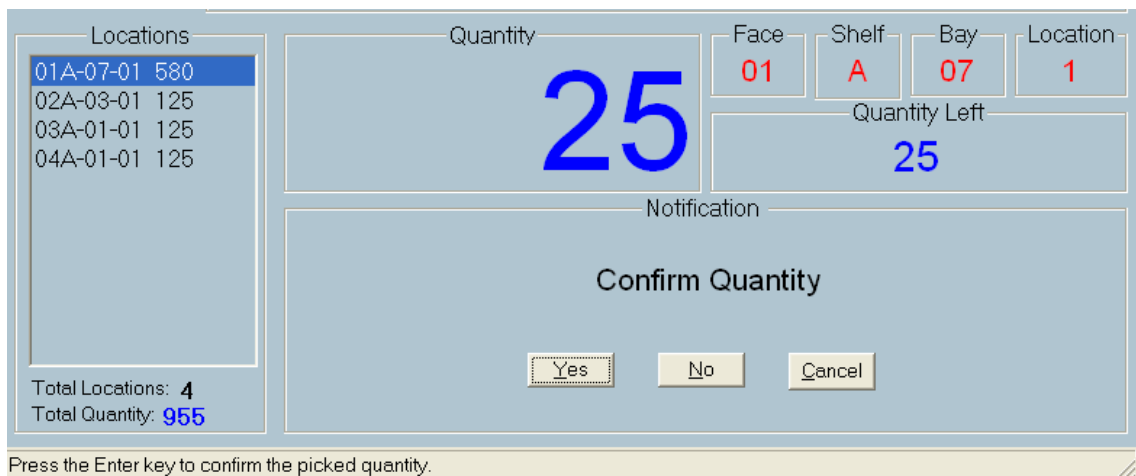 Locations
01A-07-01 580
02A-03-01 125
03A-01-01 125
04A-01-01 125
Total Locations: 4
Total Quantity: 955
Quantity
25
Face
01
Shelf
A
Bay
07
Location
1
Quantity Left
25
Notification
Confirm Quantity
Yes
No
Cancel
Press the Enter key to confirm the picked quantity.